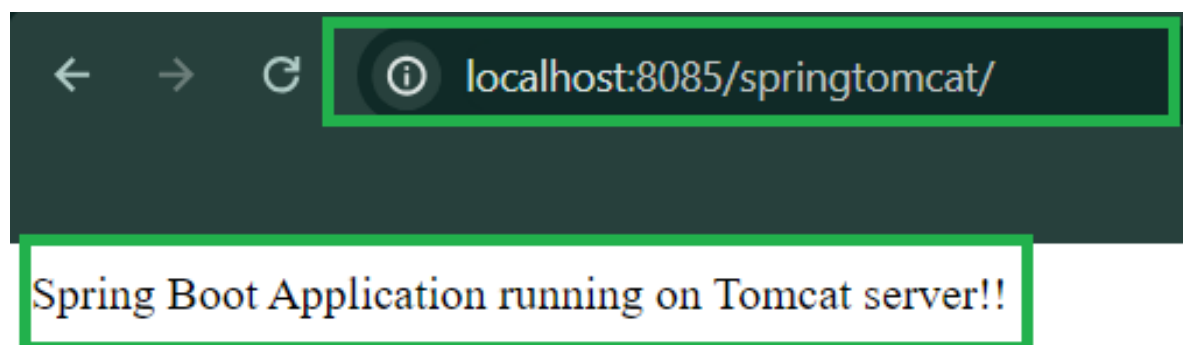 localhost:8085/springtomcat/
Spring Boot Application running on Tomcat server!!